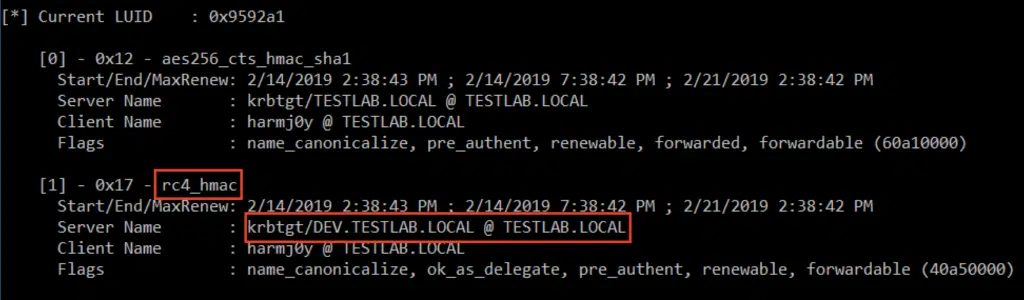 [*] Current LUID    : 0x9592a1
[0] - 0x12 - aes256_cts_hmac_sha1
Start/End/MaxRenew: 2/14/2019 2:38:43 PM ; 2/14/2019 7:38:42 PM ; 2/21/2019 2:38:42 PM
Server Name       : krbtgt/TESTLAB.LOCAL @ TESTLAB.LOCAL
Client Name       : harmj0y @ TESTLAB.LOCAL
Flags             : name_canonicalize, pre_authent, renewable, forwarded, forwardable (60a10000)
[1] - 0x17 - rc4_hmac
Start/End/MaxRenew: 2/14/2019 2:38:43 PM ; 2/14/2019 7:38:42 PM ; 2/21/2019 2:38:42 PM
Server Name       : krbtgt/DEV.TESTLAB.LOCAL @ TESTLAB.LOCAL
Client Name       : harmj0y @ TESTLAB.LOCAL
Flags             : name_canonicalize, ok_as_delegate, pre_authent, renewable, forwardable (40a50000)